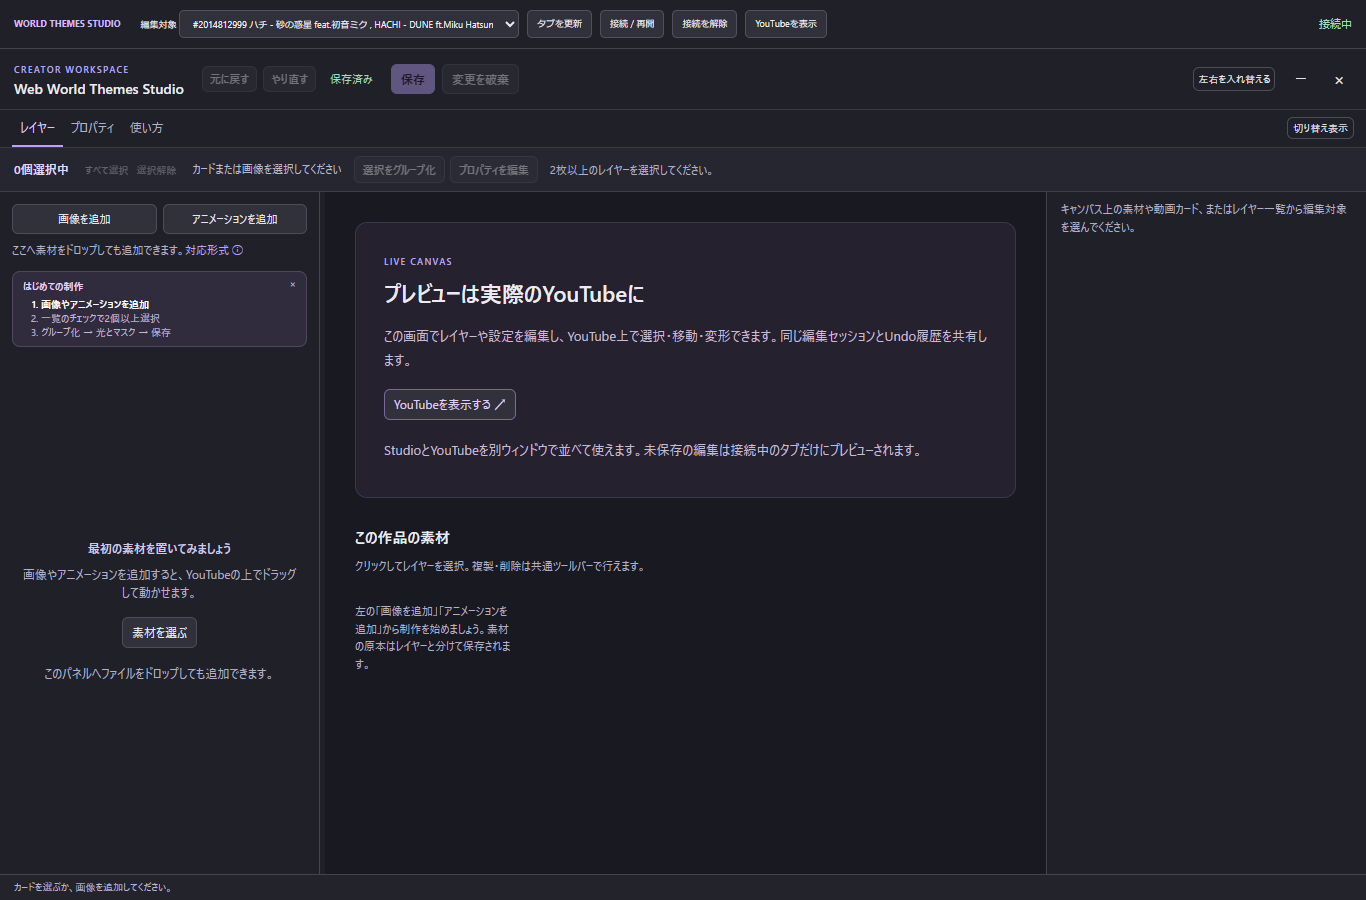 WORLD THEMES STUDIO 編集対象 #2014812999 ハチ - 砂の惑星 feat.初音ミク , HACHI - DUNE ft.Miku Hatsun タブを更新 接続 / 再開 接続を解除 YouTubeを表示 接続中
CREATOR WORKSPACE
Web World Themes Studio 元に戻す やり直す 保存済み 保存 変更を破棄 左右を入れ替える
レイヤー プロパティ 使い方 切り替え表示
0個選択中 すべて選択 選択解除 カードまたは画像を選択してください 選択をグループ化 プロパティを編集 2枚以上のレイヤーを選択してください。
画像を追加 アニメーションを追加
ここへ素材をドロップしても追加できます。対応形式 ⓘ
はじめての制作 ×
1. 画像やアニメーションを追加
2. 一覧のチェックで2個以上選択
3. グループ化 → 光とマスク → 保存
最初の素材を置いてみましょう
画像やアニメーションを追加すると、YouTubeの上でドラッグ
して動かせます。
素材を選ぶ
このパネルへファイルをドロップしても追加できます。
LIVE CANVAS
プレビューは実際のYouTubeに
この画面でレイヤーや設定を編集し、YouTube上で選択・移動・変形できます。同じ編集セッションとUndo履歴を共有し
ます。
YouTubeを表示する ↗
StudioとYouTubeを別ウィンドウで並べて使えます。未保存の編集は接続中のタブだけにプレビューされます。
この作品の素材
クリックしてレイヤーを選択。複製・削除は共通ツールバーで行えます。
左の「画像を追加」「アニメーションを
追加」から制作を始めましょう。素材
の原本はレイヤーと分けて保存されま
す。
キャンバス上の素材や動画カード、またはレイヤー一覧から編集対象
を選んでください。
カードを選ぶか、画像を追加してください。